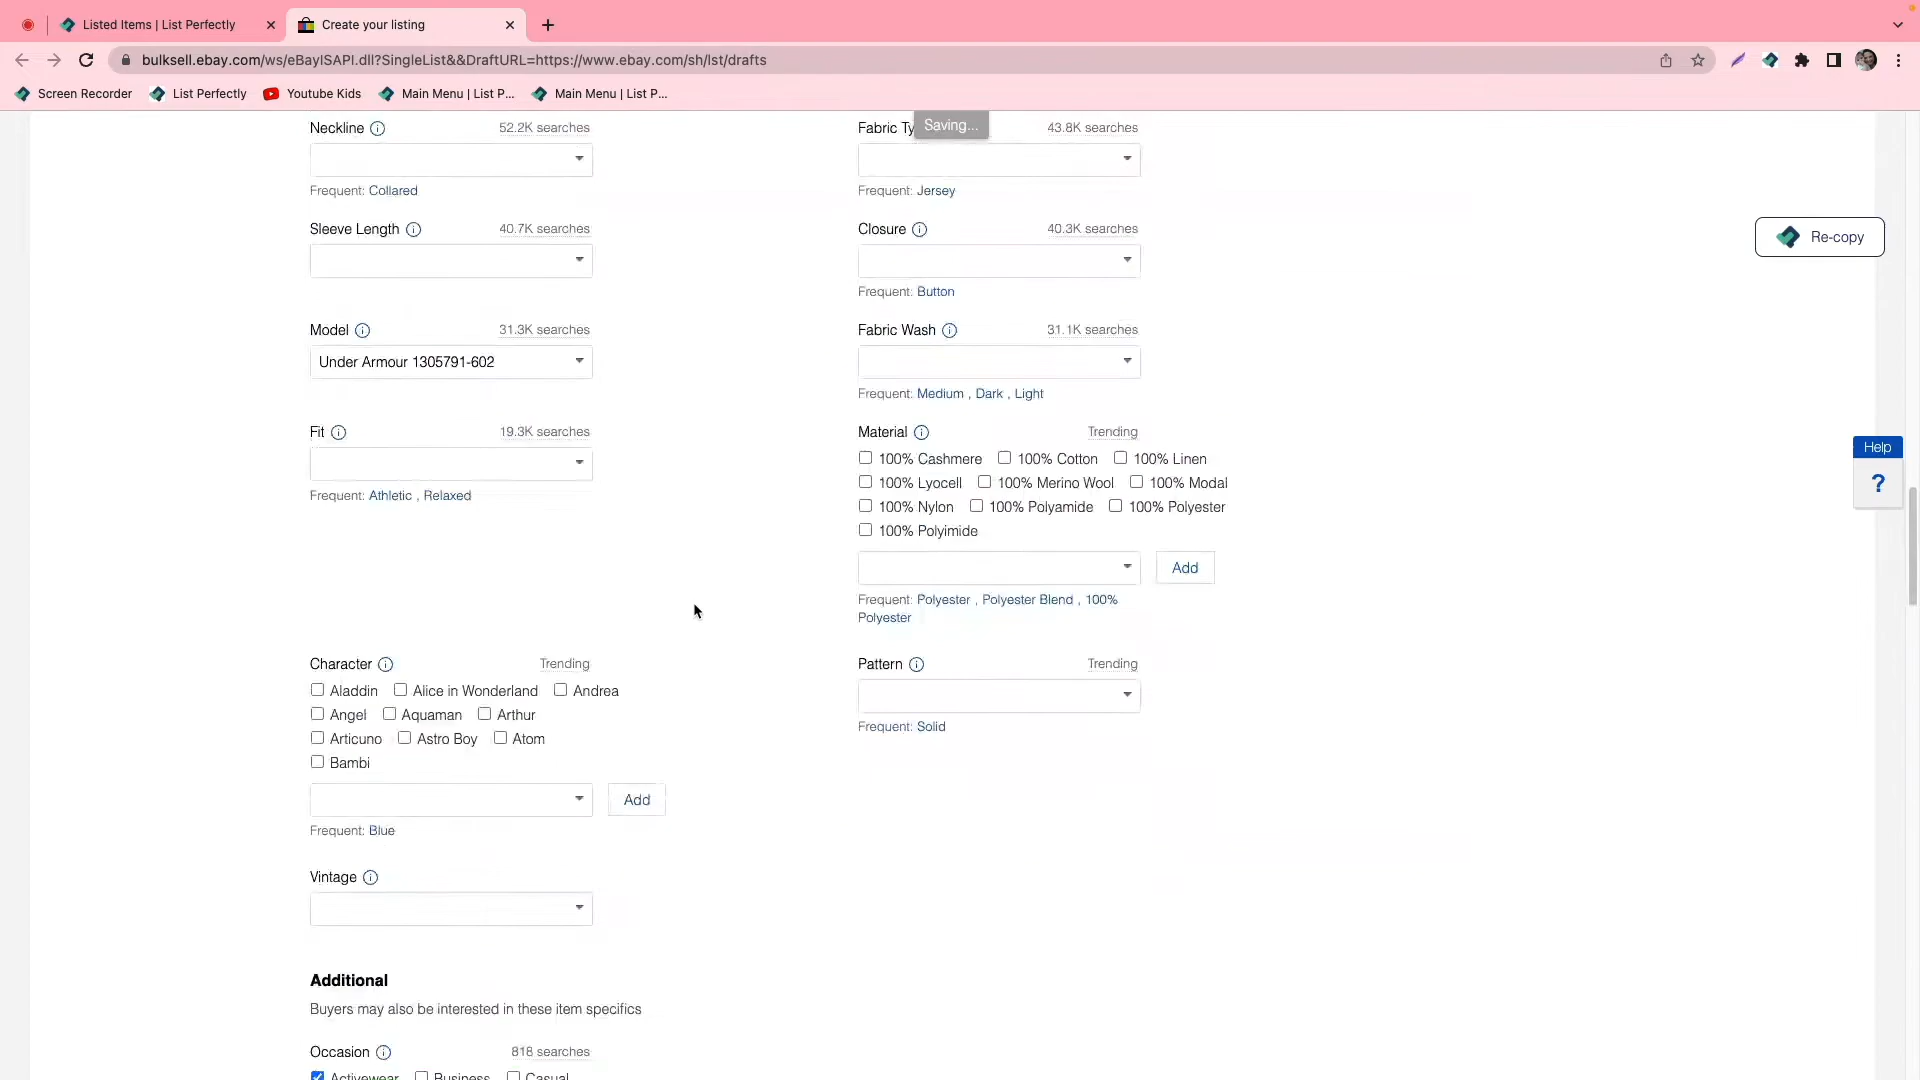 Listed Items | List Perfectly
Create your listing
bulksell.ebay.com/ws/eBayISAPI.dll?SingleList&&DraftURL=https://www.ebay.com/sh/lst/drafts
Screen Recorder
List Perfectly
Youtube Kids
Main Menu | List P...
Main Menu | List P...
Saving...
Neckline 52.2K searches
Fabric Ty 43.8K searches
Frequent: Collared
Frequent: Jersey
Sleeve Length 40.7K searches
Closure 40.3K searches
Re-copy
Frequent: Button
Model 31.3K searches
Fabric Wash 31.1K searches
Under Armour 1305791-602
Frequent: Medium , Dark , Light
Fit 19.3K searches
Material Trending
Help
?
100% Cashmere 100% Cotton 100% Linen
100% Lyocell 100% Merino Wool 100% Modal
Frequent: Athletic , Relaxed
100% Nylon 100% Polyamide 100% Polyester
100% Polyimide
Add
Frequent: Polyester , Polyester Blend , 100%
Polyester
Character Trending
Pattern Trending
Aladdin Alice in Wonderland Andrea
Angel Aquaman Arthur
Frequent: Solid
Articuno Astro Boy Atom
Bambi
Add
Frequent: Blue
Vintage
Additional
Buyers may also be interested in these item specifics
Occasion 818 searches
Activewear Business Casual